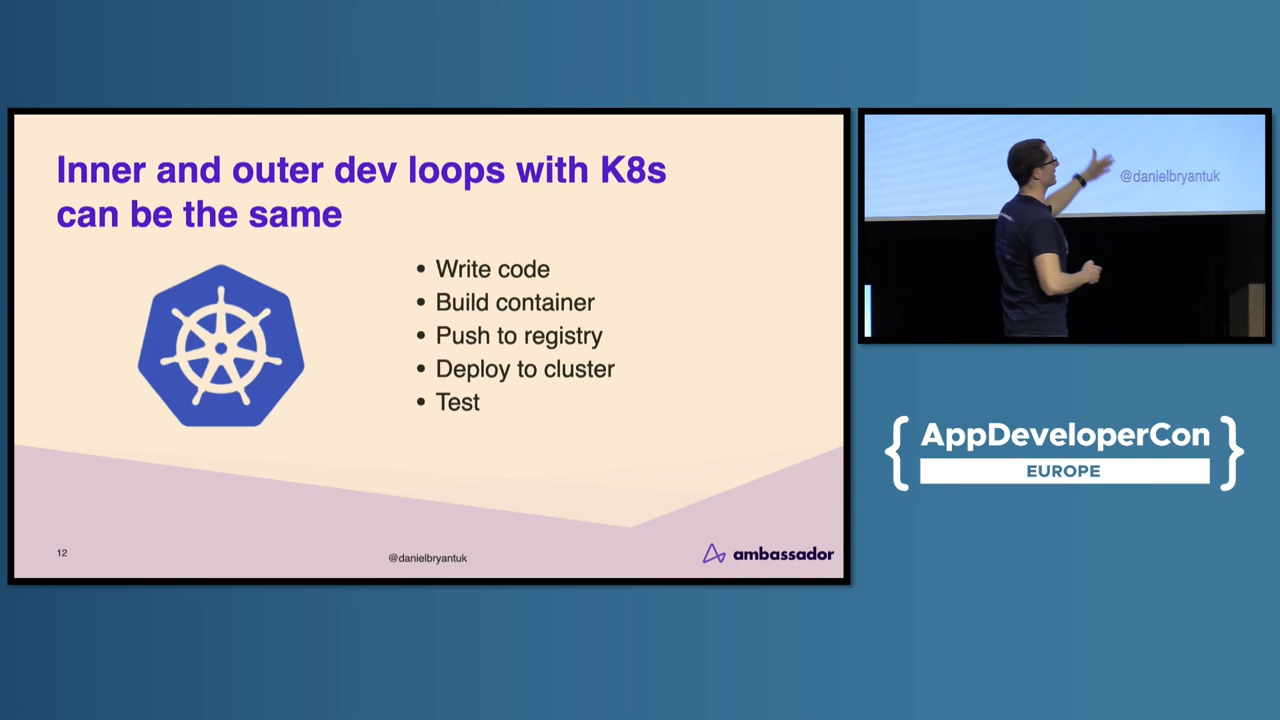 Inner and outer dev loops with K8s
can be the same
• Write code
• Build container
• Push to registry
• Deploy to cluster
• Test
12
@danielbryantuk
ambassador
@danielbryantuk
{ AppDeveloperCon }
EUROPE